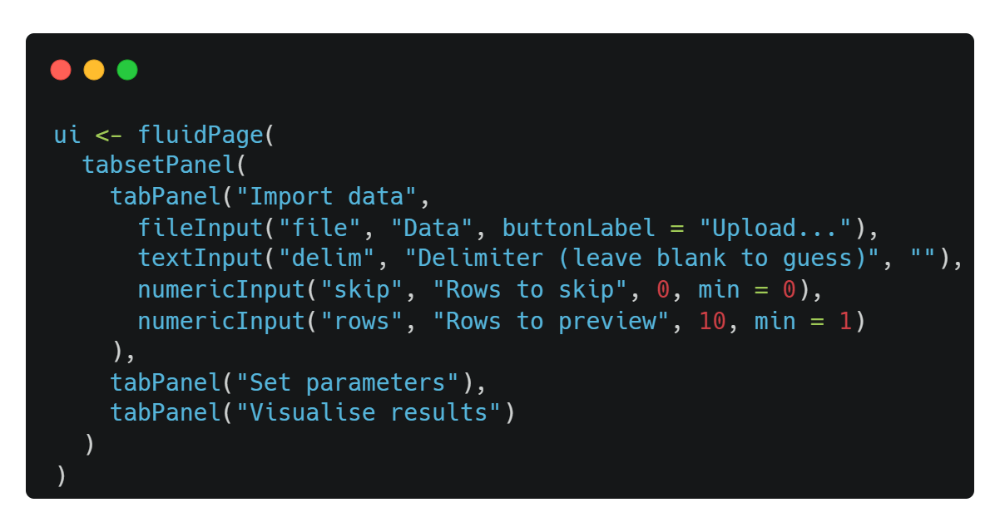 ui <- fluidPage(
  tabsetPanel(
    tabPanel("Import data",
      fileInput("file", "Data", buttonLabel = "Upload..."),
      textInput("delim", "Delimiter (leave blank to guess)", ""),
      numericInput("skip", "Rows to skip", 0, min = 0),
      numericInput("rows", "Rows to preview", 10, min = 1)
    ),
    tabPanel("Set parameters"),
    tabPanel("Visualise results")
  )
)